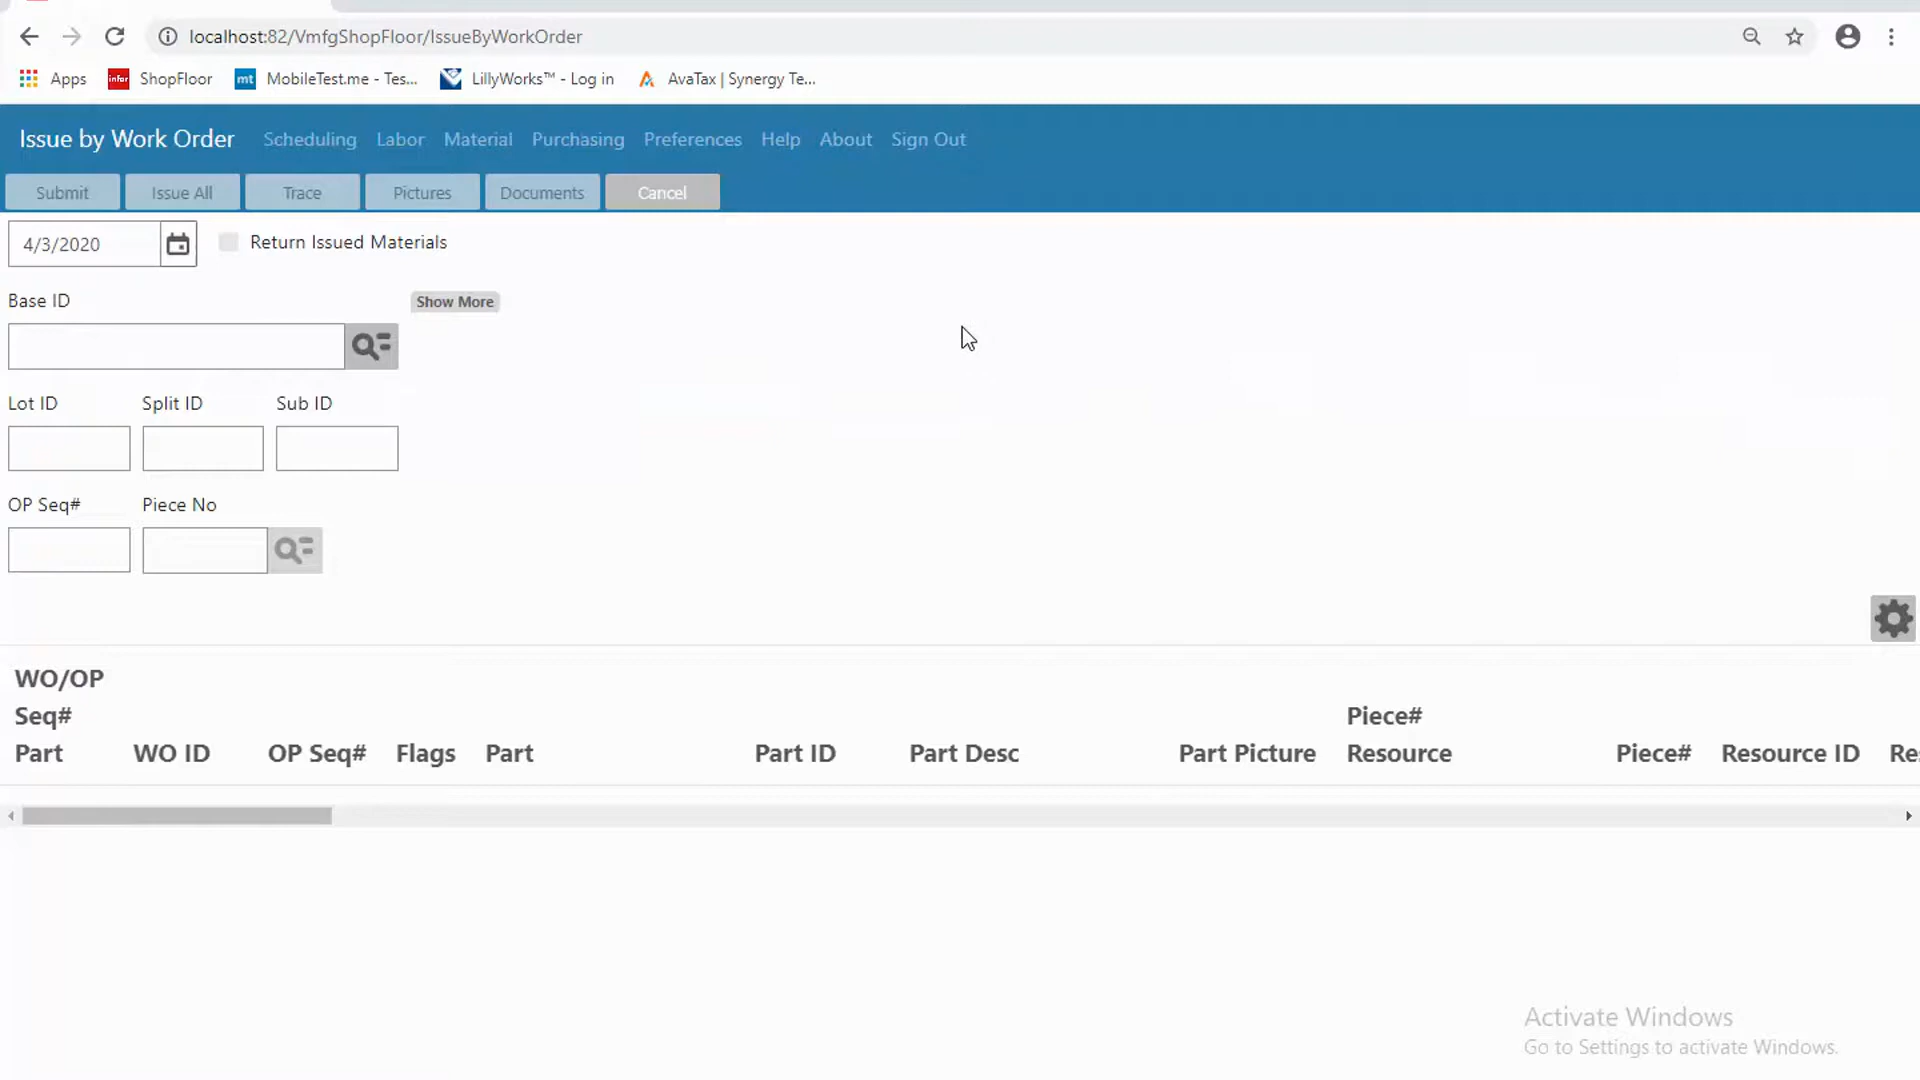 localhost:82/VmfgShopFloor/IssueByWorkOrder
Apps infor ShopFloor mt MobileTest.me - Tes... LillyWorks™ - Log in AvaTax | Synergy Te...
Issue by Work Order Scheduling Labor Material Purchasing Preferences Help About Sign Out
Submit Issue All Trace Pictures Documents Cancel
4/3/2020 Return Issued Materials
Base ID Show More
Lot ID Split ID Sub ID
OP Seq# Piece No
WO/OP
Seq# Piece#
Part WO ID OP Seq# Flags Part Part ID Part Desc Part Picture Resource Piece# Resource ID
Activate Windows
Go to Settings to activate Windows.